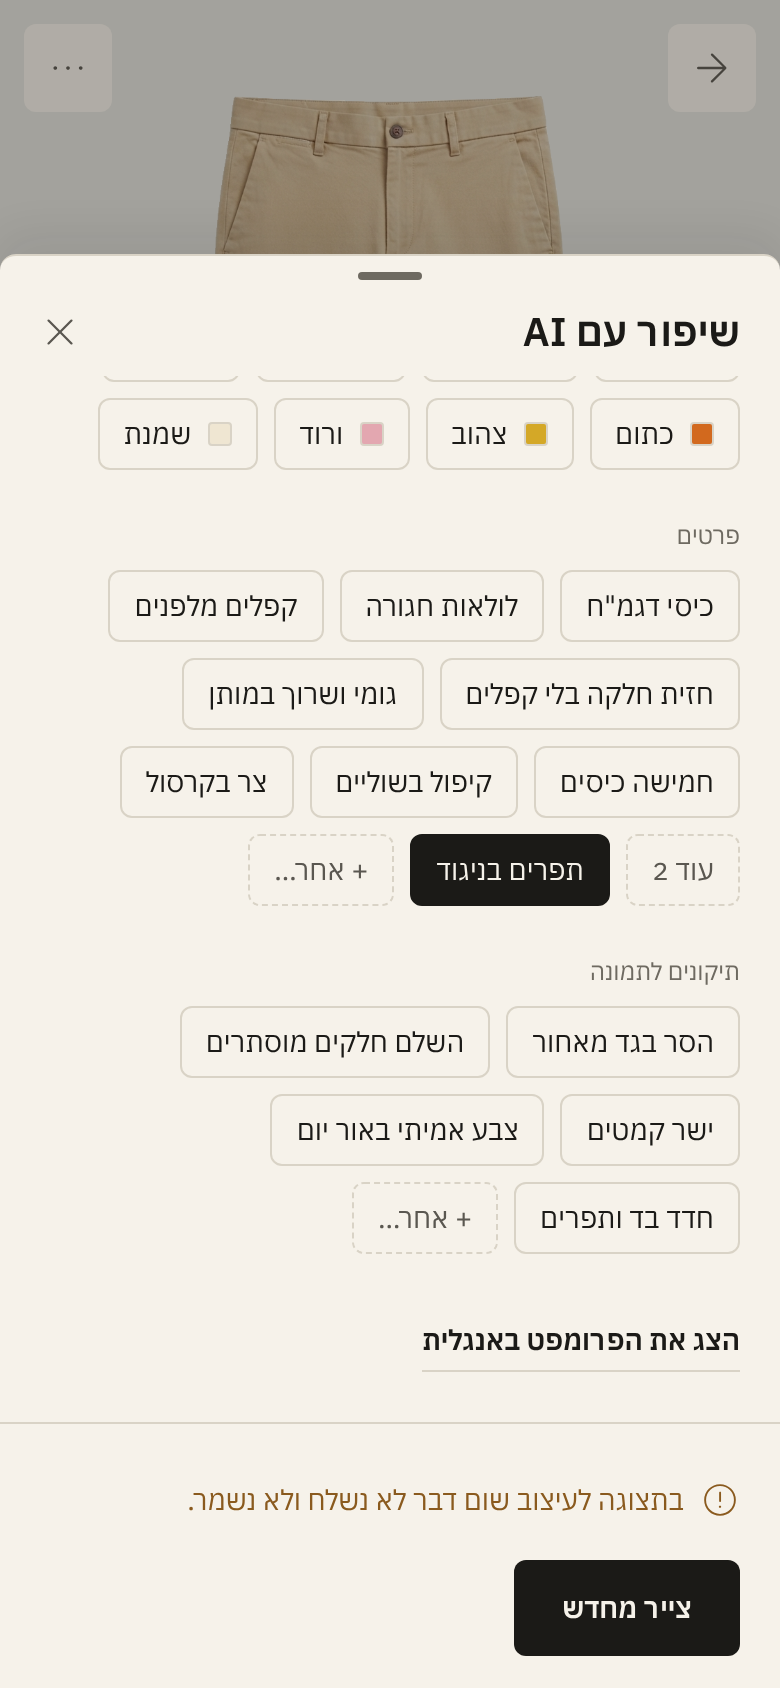 שיפור עם AI
כתום צהוב ורוד שמנת
פרטים
כיסי דגמ"ח לולאות חגורה קפלים מלפנים
חזית חלקה בלי קפלים גומי ושרוך במותן
חמישה כיסים קיפול בשוליים צר בקרסול
עוד 2 תפרים בניגוד + אחר...
תיקונים לתמונה
הסר בגד מאחור השלם חלקים מוסתרים
ישר קמטים צבע אמיתי באור יום
חדד בד ותפרים + אחר...
הצג את הפרומפט באנגלית
בתצוגה לעיצוב שום דבר לא נשלח ולא נשמר.
צייר מחדש